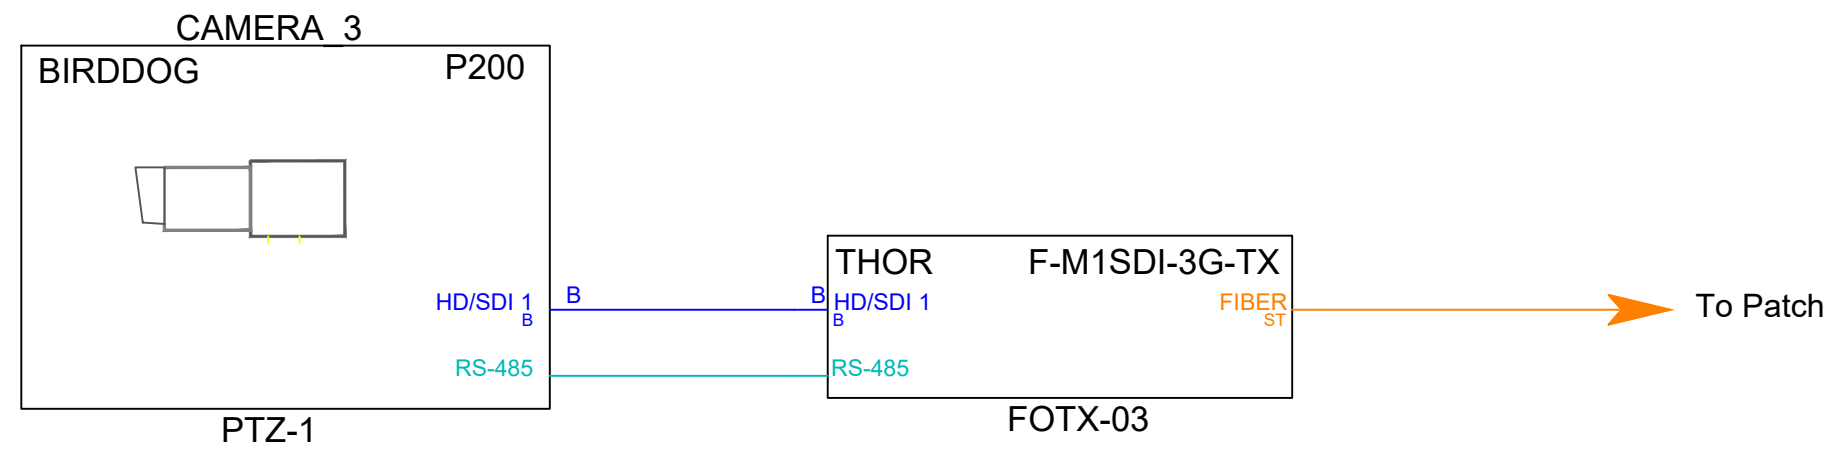 CAMERA_3
BIRDDOG P200
HD/SDI 1
B
B
RS-485
PTZ-1
THOR F-M1SDI-3G-TX
B
HD/SDI 1
B
RS-485
FIBER
ST
FOTX-03
To Patch